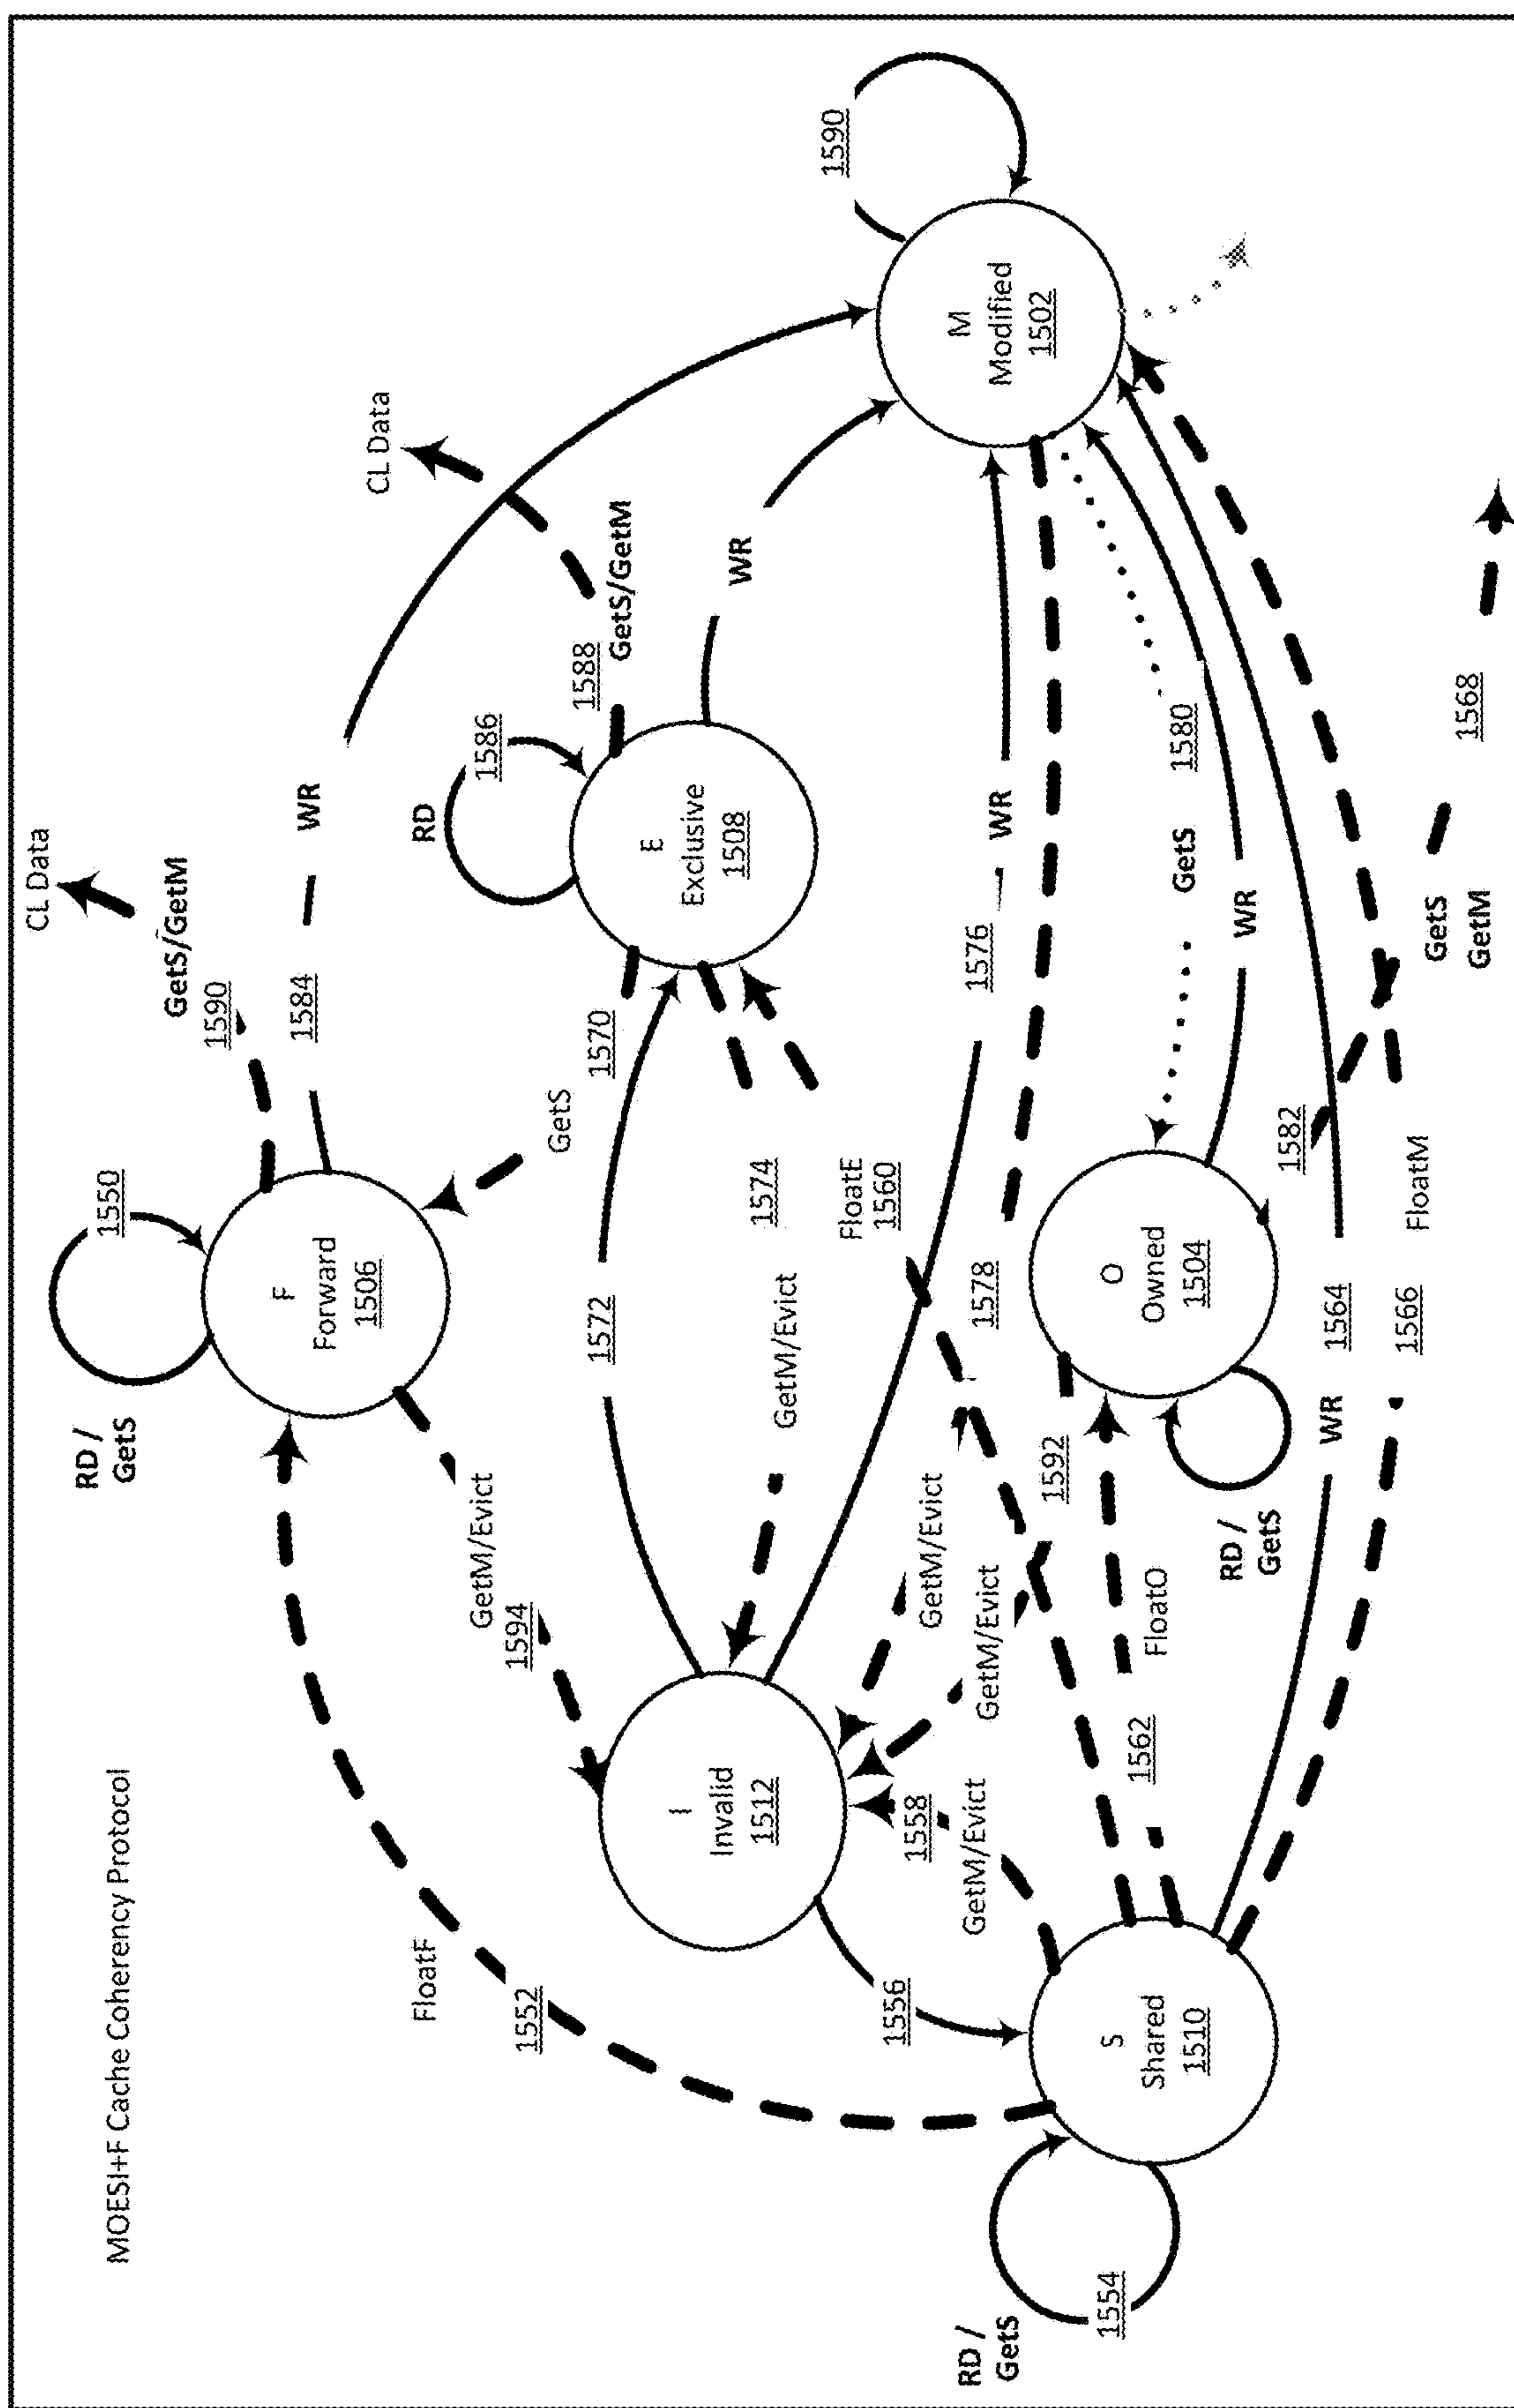 MOESI+F Cache Coherency Protocol
CL Data
GetS/GetM
1590
RD /
GetS
1550
F
Forward
1506
1584
WR
CL Data
FloatF
1552
GetM/Evict
1594
GetS
1570
RD
1586
1588
GetS/GetM
E
Exclusive
1508
WR
1572
I
Invalid
1512
GetM/Evict
1574
FloatE
1560
1576
WR
1590
M
Modified
1502
1556
1558
GetM/Evict
GetM/Evict
GetM/Evict
1578
1592
RD /
GetS
1554
S
Shared
1510
1562
FloatO
O
Owned
1504
RD /
GetS
GetS
1580
WR
1582
WR
1564
1566
FloatM
GetS
GetM
1568